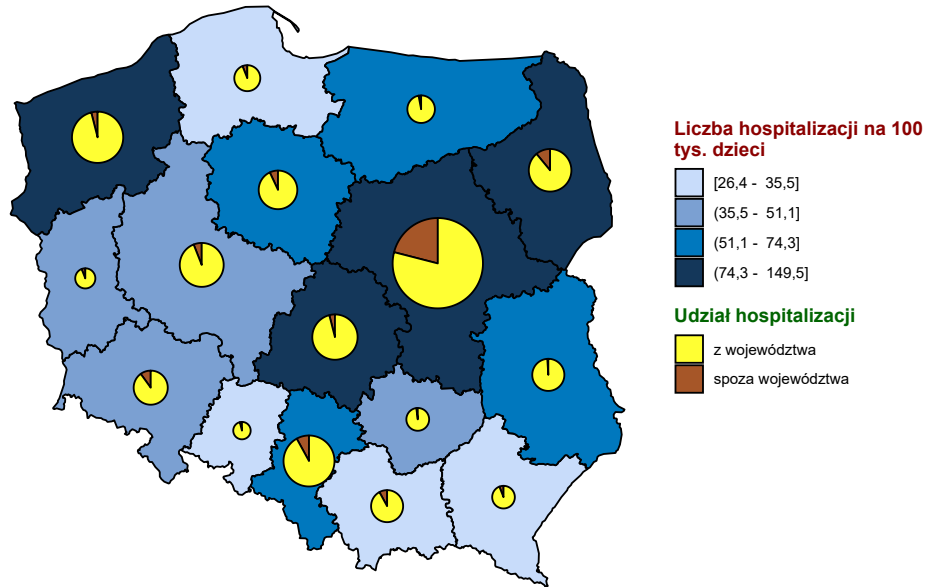 Liczba hospitalizacji na 100
tys. dzieci
[26,4 - 35,5]
(35,5 - 51,1]
(51,1 - 74,3]
(74,3 - 149,5]
Udział hospitalizacji
z województwa
spoza województwa